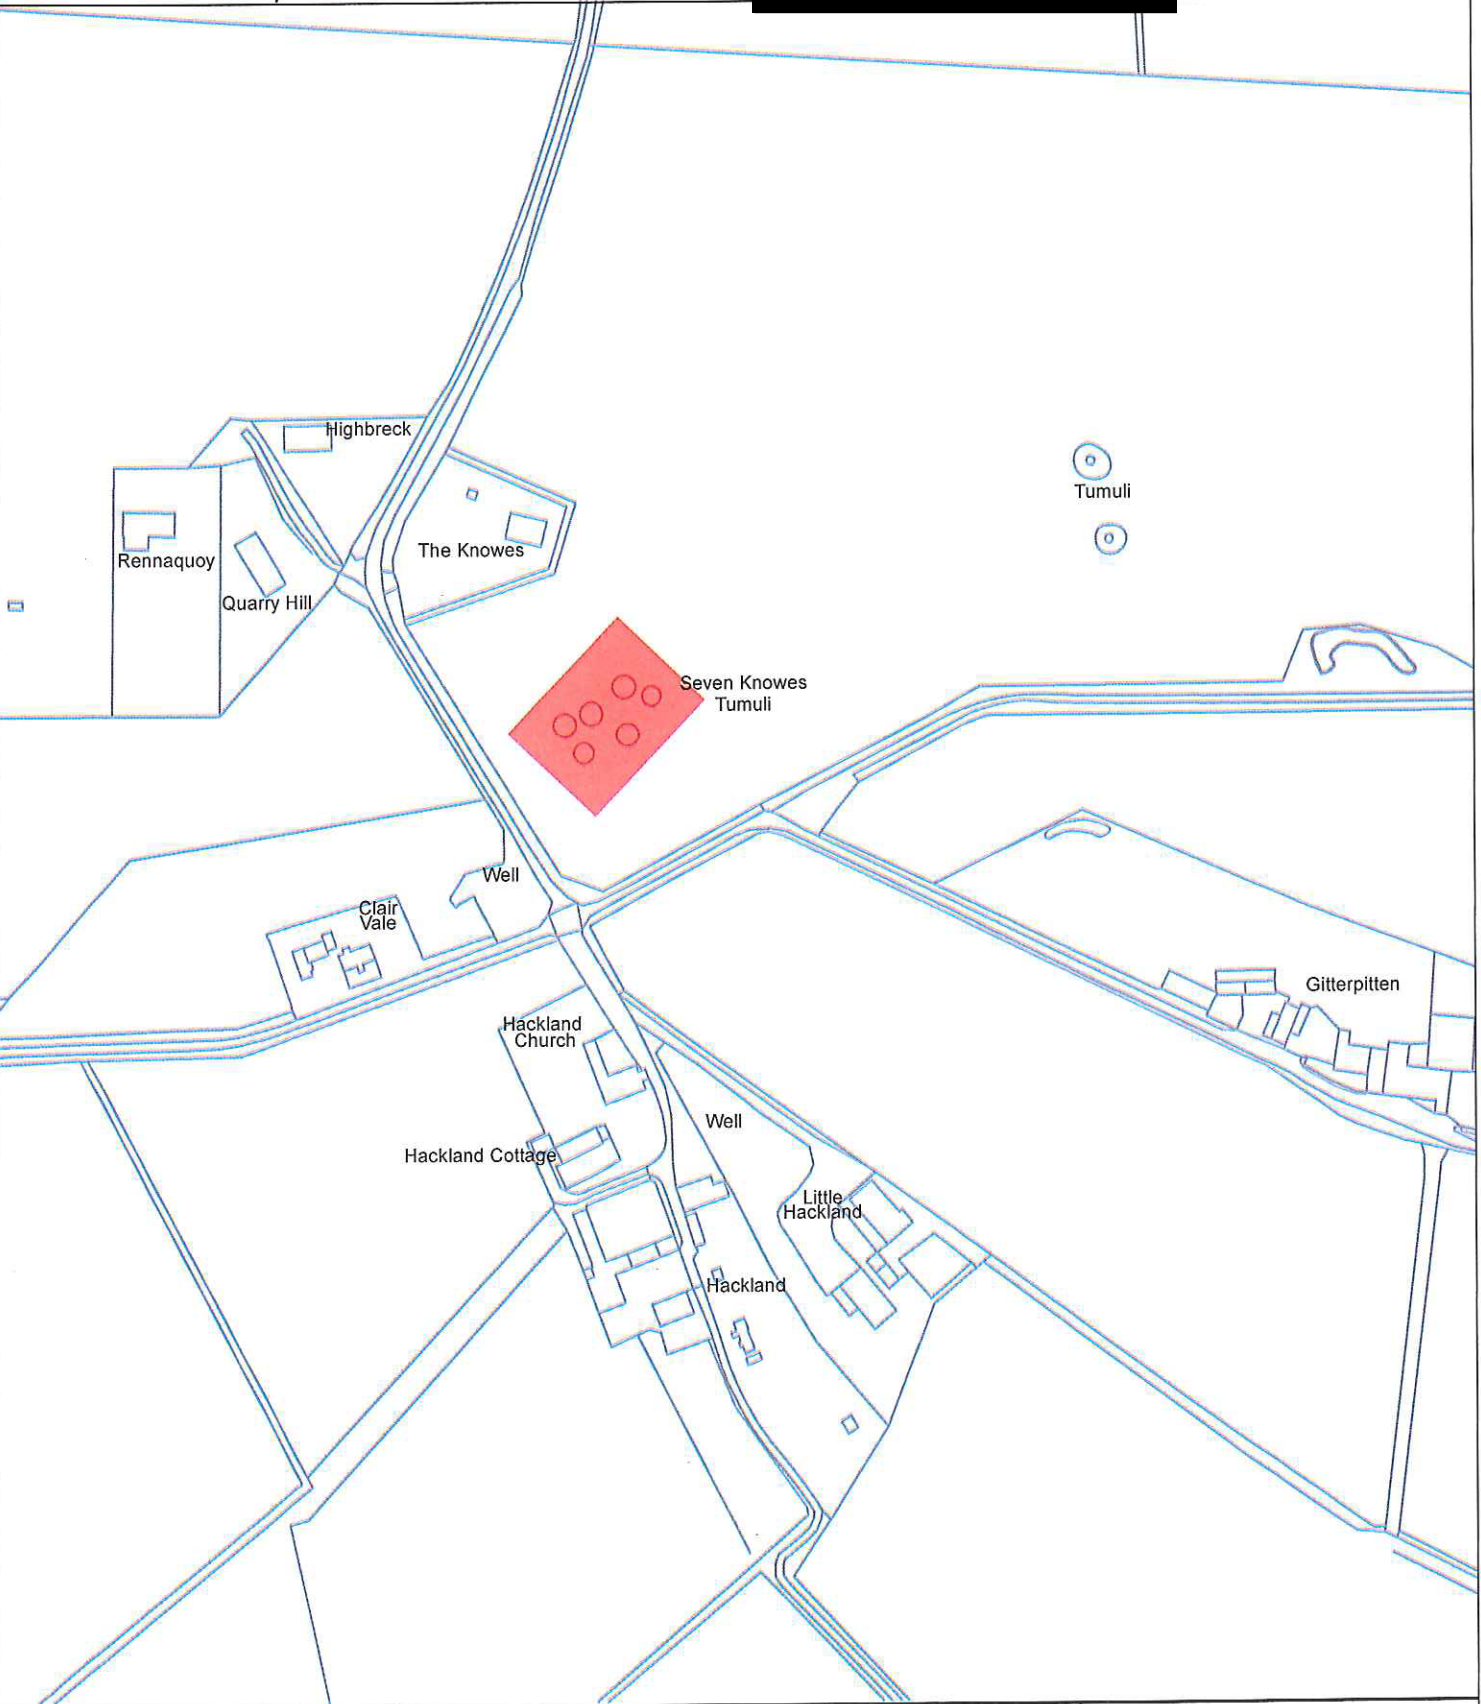 Highbreck
Tumuli
The Knowes
Rennaquoy
Quarry Hill
Seven Knowes
Tumuli
Well
Clair
Vale
Gitterpitten
Hackland
Church
Well
Hackland Cottage
Little
Hackland
Hackland